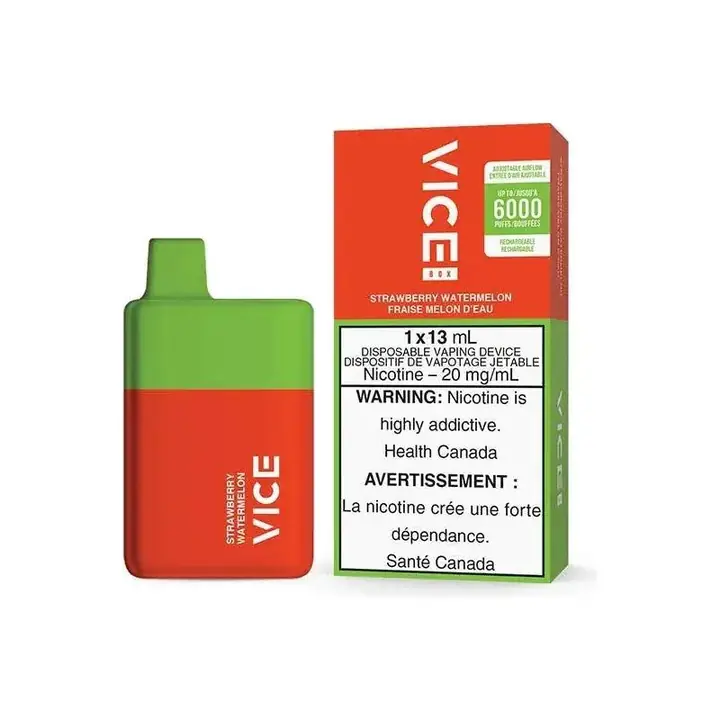 STRAWBERRY
WATERMELON
VICE
VICE
BOX
ADJUSTABLE AIRFLOW
ENTRÉE D'AIR AJUSTABLE
UP TO/JUSQU'À
6000
PUFFS/BOUFFÉES
RECHARGEABLE
RECHARGEABLE
STRAWBERRY WATERMELON
FRAISE MELON D'EAU
1 x 13 mL
DISPOSABLE VAPING DEVICE
DISPOSITIF DE VAPOTAGE JETABLE
Nicotine – 20 mg/mL
WARNING: Nicotine is
highly addictive.
Health Canada
AVERTISSEMENT :
La nicotine crée une forte
dépendance.
Santé Canada
VICE
BOX